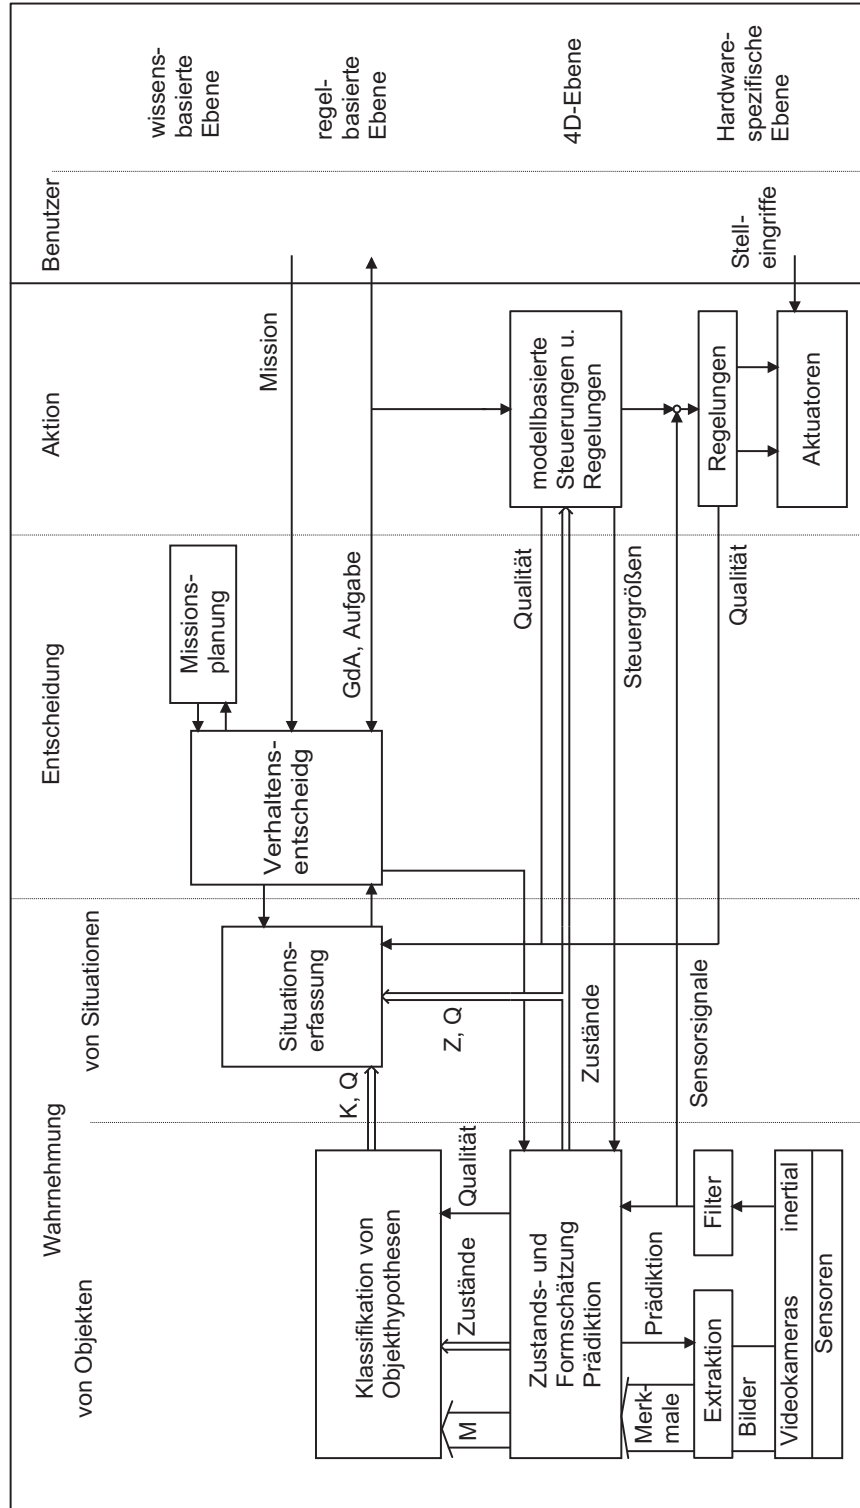 Wahrnehmung
von Objekten
von Situationen
Entscheidung
Aktion
Benutzer
wissens-
basierte
Ebene
Missions-
planung
Mission
Verhaltens-
entscheidg
Situations-
erfassung
K, Q
GdA, Aufgabe
regel-
basierte
Ebene
Klassifikation von
Objekthypothesen
M
Zustände
Qualität
Z, Q
Qualität
Zustands- und
Formschätzung
Prädiktion
modellbasierte
Steuerungen u.
Regelungen
4D-Ebene
Zustände
Steuergrößen
Merk-
male
Prädiktion
Sensorsignale
Extraktion
Filter
Qualität
Regelungen
Stell-
eingriffe
Hardware-
spezifische
Ebene
Bilder
Videokameras
inertial
Sensoren
Aktuatoren